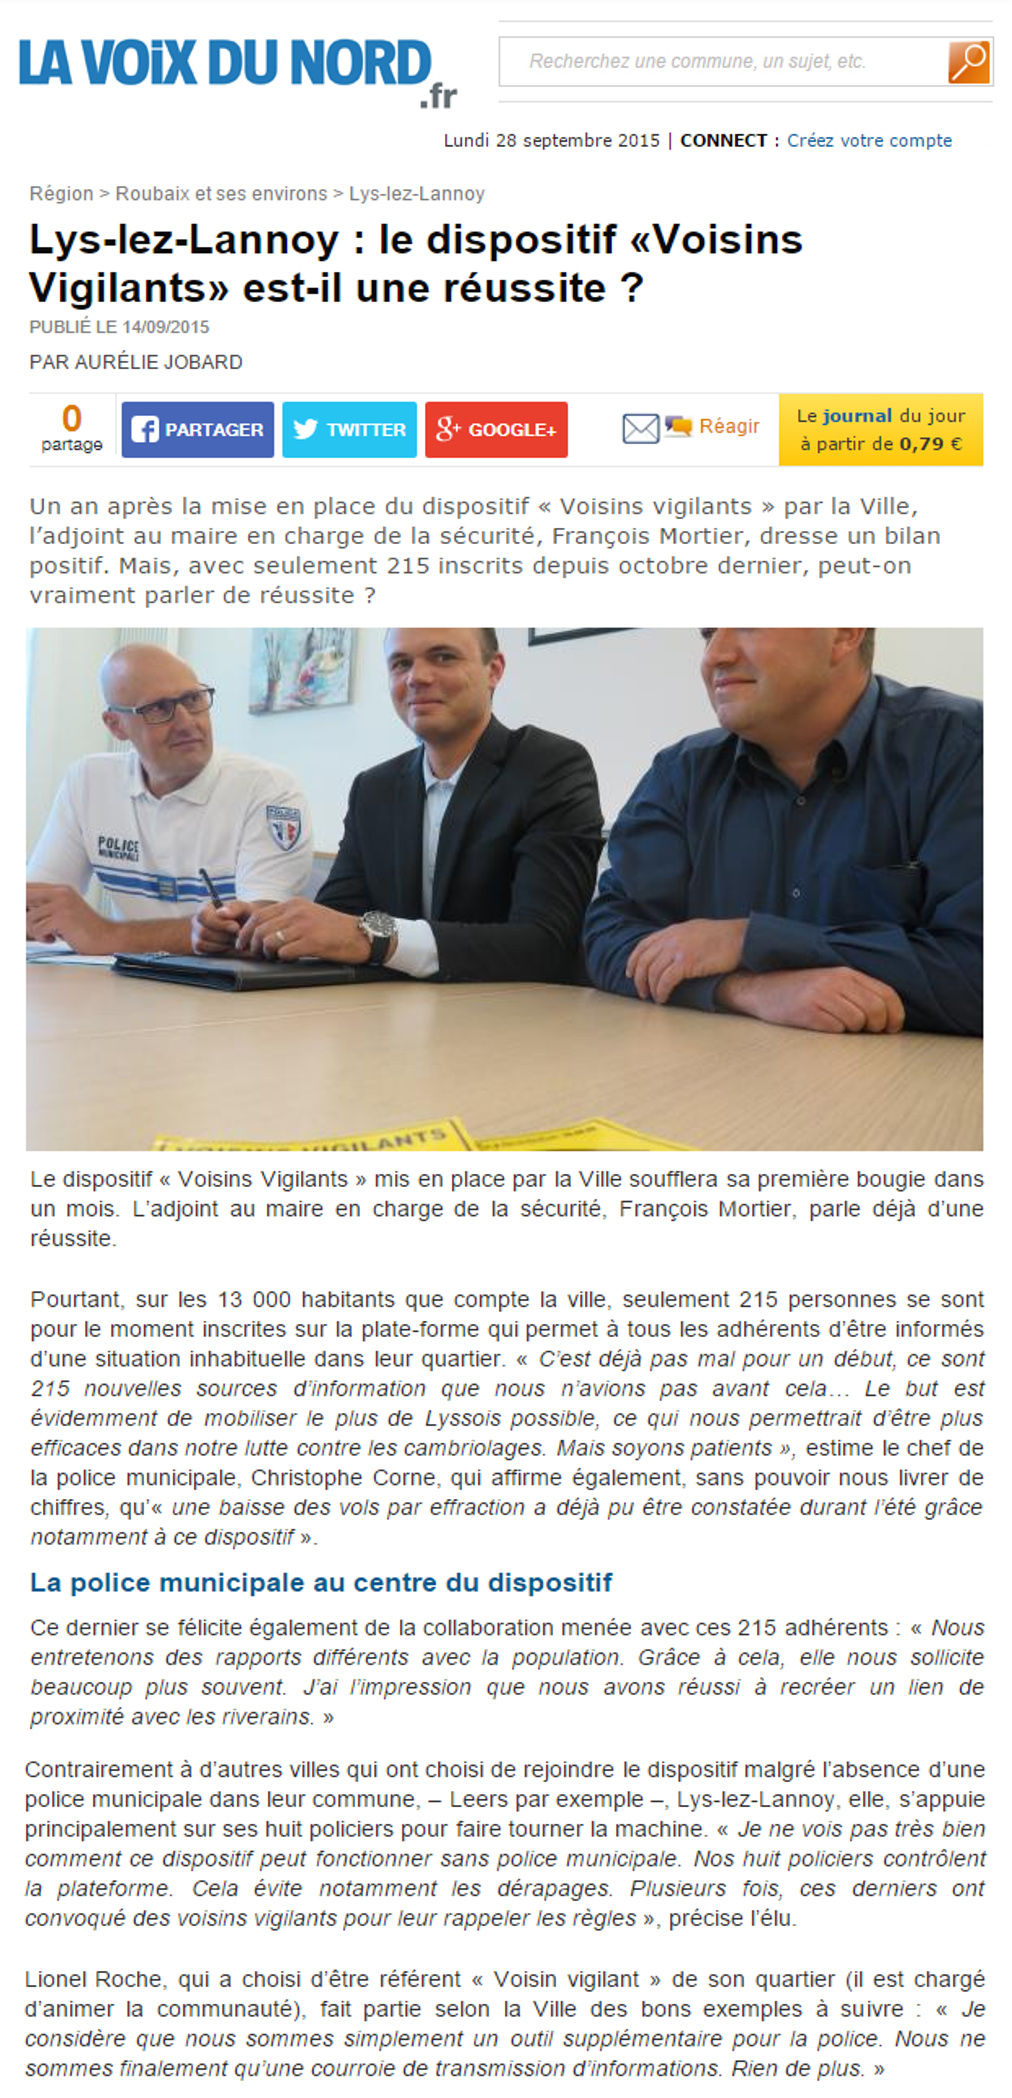 LA VOiX DU NORD
.fr
Recherchez une commune, un sujet, etc.
Lundi 28 septembre 2015 | CONNECT : Créez votre compte
Région > Roubaix et ses environs > Lys-lez-Lannoy
Lys-lez-Lannoy : le dispositif «Voisins
Vigilants» est-il une réussite ?
PUBLIÉ LE 14/09/2015
PAR AURÉLIE JOBARD
0
partage
PARTAGER
TWITTER
g+ GOOGLE+
Réagir
Le journal du jour
à partir de 0,79 €
Un an après la mise en place du dispositif « Voisins vigilants » par la Ville,
l’adjoint au maire en charge de la sécurité, François Mortier, dresse un bilan
positif. Mais, avec seulement 215 inscrits depuis octobre dernier, peut-on
vraiment parler de réussite ?
POLICE
POLICE
MUNICIPALE
VOISINS VIGILANTS
Le dispositif « Voisins Vigilants » mis en place par la Ville soufflera sa première bougie dans
un mois. L’adjoint au maire en charge de la sécurité, François Mortier, parle déjà d’une
réussite.
Pourtant, sur les 13 000 habitants que compte la ville, seulement 215 personnes se sont
pour le moment inscrites sur la plate-forme qui permet à tous les adhérents d’être informés
d’une situation inhabituelle dans leur quartier. « C’est déjà pas mal pour un début, ce sont
215 nouvelles sources d’information que nous n’avions pas avant cela… Le but est
évidemment de mobiliser le plus de Lyssois possible, ce qui nous permettrait d’être plus
efficaces dans notre lutte contre les cambriolages. Mais soyons patients », estime le chef de
la police municipale, Christophe Corne, qui affirme également, sans pouvoir nous livrer de
chiffres, qu’« une baisse des vols par effraction a déjà pu être constatée durant l’été grâce
notamment à ce dispositif ».
La police municipale au centre du dispositif
Ce dernier se félicite également de la collaboration menée avec ces 215 adhérents : « Nous
entretenons des rapports différents avec la population. Grâce à cela, elle nous sollicite
beaucoup plus souvent. J’ai l’impression que nous avons réussi à recréer un lien de
proximité avec les riverains. »
Contrairement à d’autres villes qui ont choisi de rejoindre le dispositif malgré l’absence d’une
police municipale dans leur commune, – Leers par exemple –, Lys-lez-Lannoy, elle, s’appuie
principalement sur ses huit policiers pour faire tourner la machine. « Je ne vois pas très bien
comment ce dispositif peut fonctionner sans police municipale. Nos huit policiers contrôlent
la plateforme. Cela évite notamment les dérapages. Plusieurs fois, ces derniers ont
convoqué des voisins vigilants pour leur rappeler les règles », précise l’élu.
Lionel Roche, qui a choisi d’être référent « Voisin vigilant » de son quartier (il est chargé
d’animer la communauté), fait partie selon la Ville des bons exemples à suivre : « Je
considère que nous sommes simplement un outil supplémentaire pour la police. Nous ne
sommes finalement qu’une courroie de transmission d’informations. Rien de plus. »